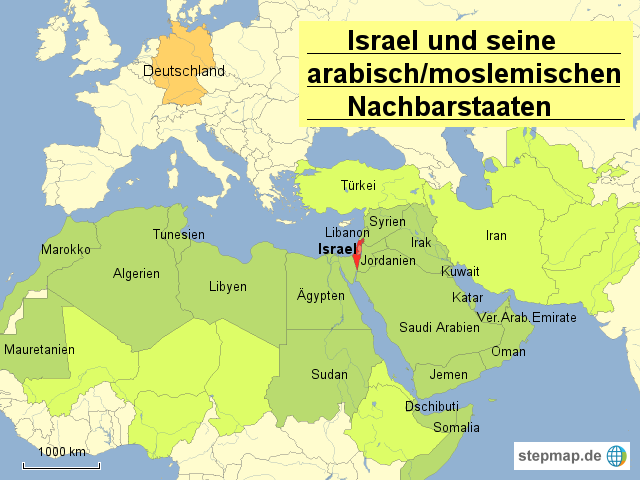 Israel und seine
arabisch/moslemischen
Nachbarstaaten
Deutschland
Türkei
Syrien
Libanon
Israel
Irak
Iran
Jordanien
Kuwait
Tunesien
Marokko
Algerien
Libyen
Ägypten
Katar
Ver.Arab.Emirate
Saudi Arabien
Oman
Mauretanien
Sudan
Jemen
Dschibuti
Somalia
1000 km
stepmap.de